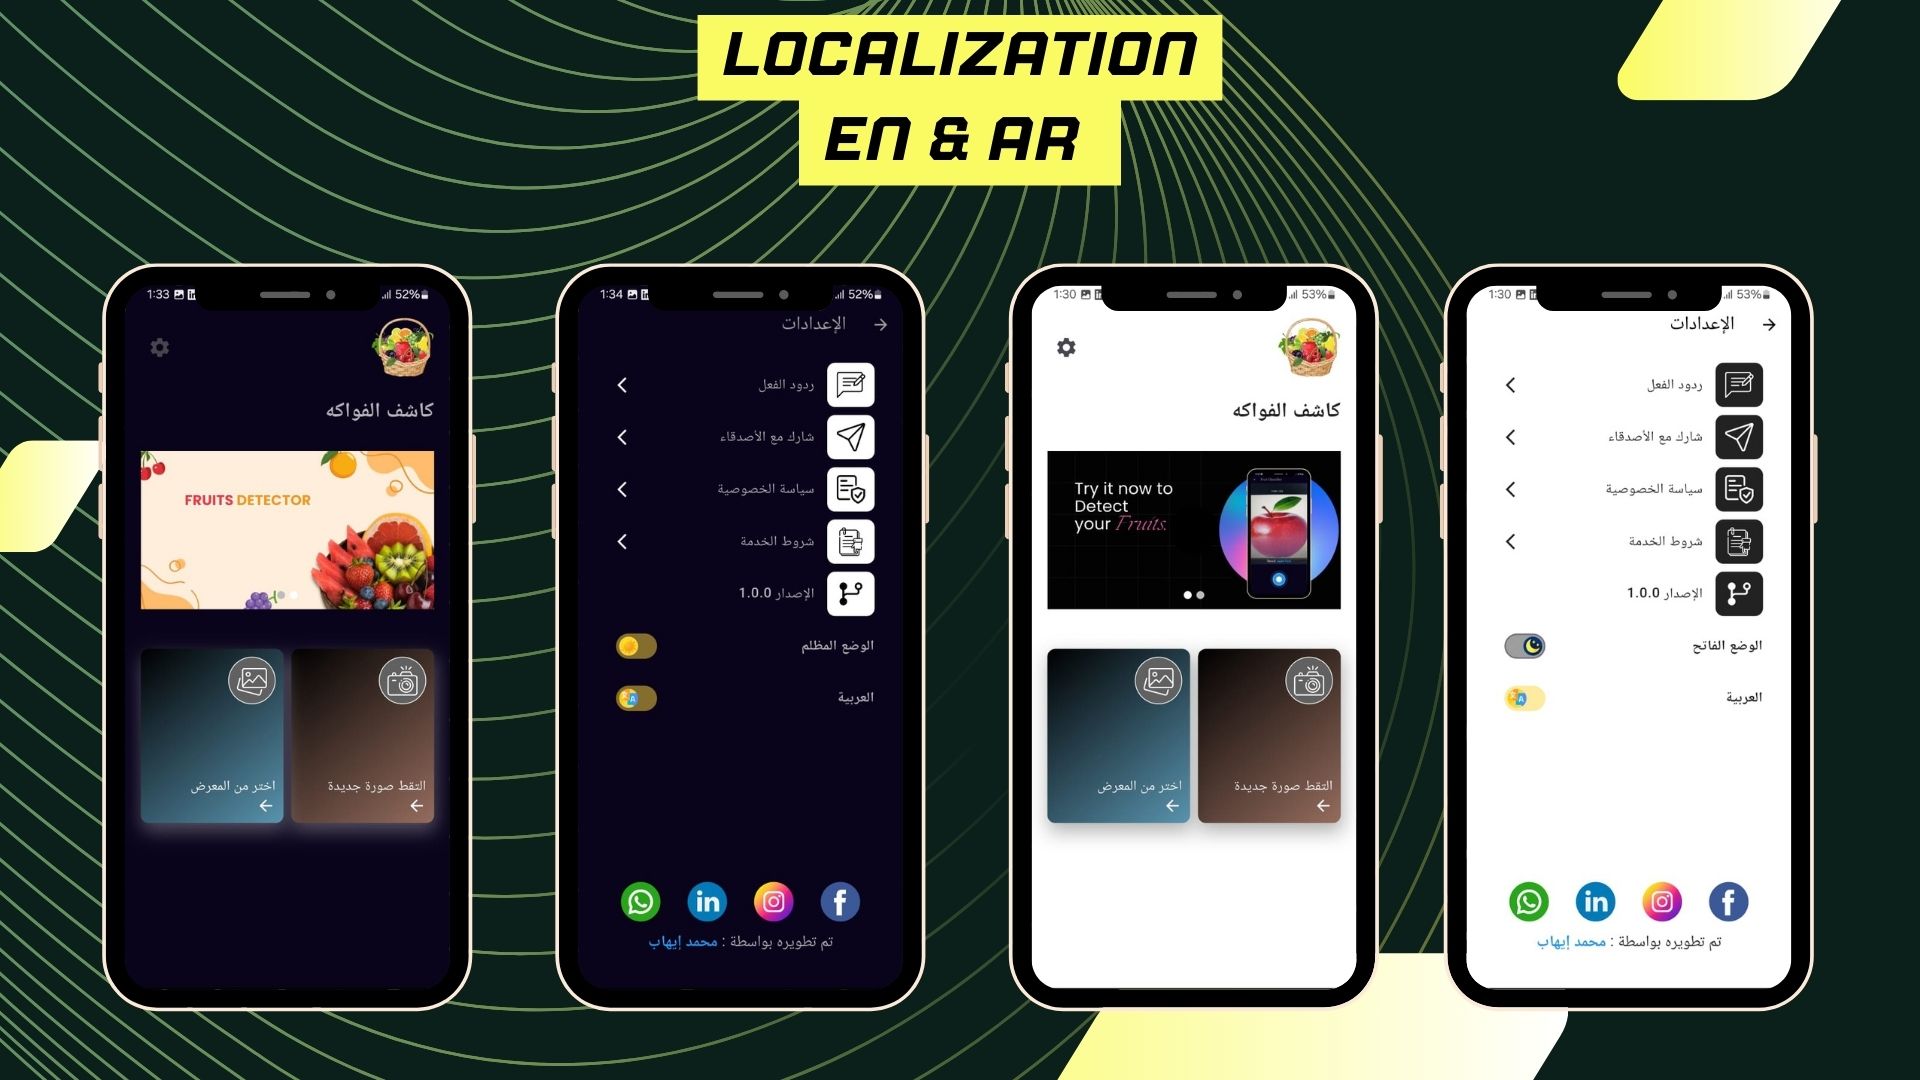 LOCALIZATION
EN & AR
1:33
52%
كاشف الفواكه
FRUITS DETECTOR
التقط صورة جديدة
اختر من المعرض
1:34
52%
الإعدادات
ردود الفعل
شارك مع الأصدقاء
سياسة الخصوصية
شروط الخدمة
الإصدار 1.0.0
الوضع المظلم
العربية
تم تطويره بواسطة : محمد إيهاب
1:30
53%
كاشف الفواكه
Try it now to
Detect
your Fruits.
التقط صورة جديدة
اختر من المعرض
1:30
53%
الإعدادات
ردود الفعل
شارك مع الأصدقاء
سياسة الخصوصية
شروط الخدمة
الإصدار 1.0.0
الوضع الفاتح
العربية
تم تطويره بواسطة : محمد إيهاب